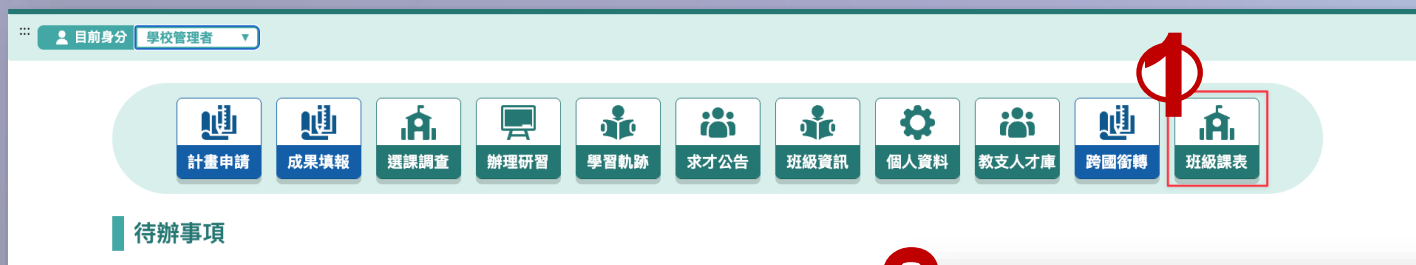 目前身分 學校管理者 ▼
1
計畫申請 成果填報 選課調查 辦理研習 學習軌跡 求才公告 班級資訊 個人資料 教支人才庫 跨國銜轉 班級課表
待辦事項